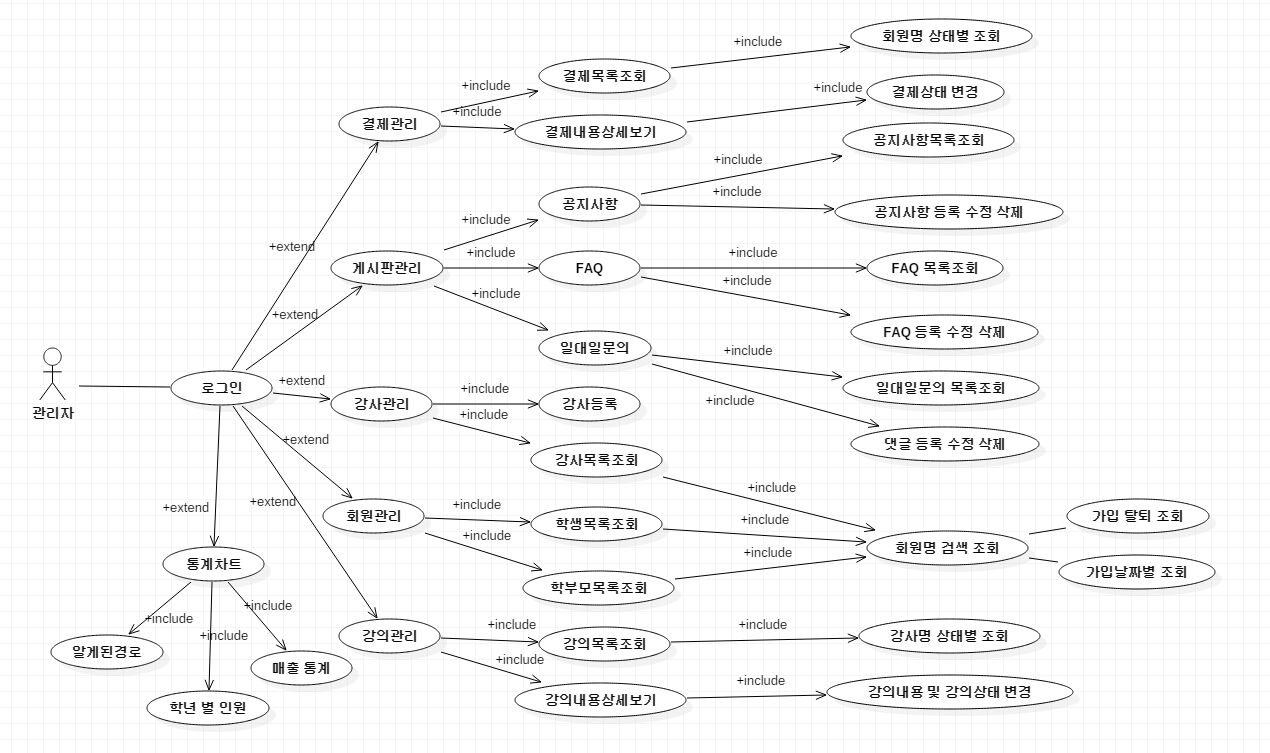 회원명 상태별 조회
+include
결제목록조회
+include
결제상태 변경
+include
결제관리
+include
결제내용상세보기
공지사항목록조회
+include
+include
공지사항
공지사항 등록 수정 삭제
+include
+extend
게시판관리
+include
FAQ
+include
FAQ 목록조회
+include
+include
+extend
FAQ 등록 수정 삭제
일대일문의
+include
관리자
로그인
+extend
강사관리
+include
강사등록
일대일문의 목록조회
+include
+include
댓글 등록 수정 삭제
+extend
강사목록조회
+include
+extend
+extend
회원관리
+include
학생목록조회
+include
가입 탈퇴 조회
+include
회원명 검색 조회
통계차트
학부모목록조회
+include
가입날짜별 조회
+include
+include
+include
강의관리
+include
강의목록조회
+include
강사명 상태별 조회
알게된경로
매출 통계
+include
강의내용상세보기
+include
강의내용 및 강의상태 변경
학년 별 인원